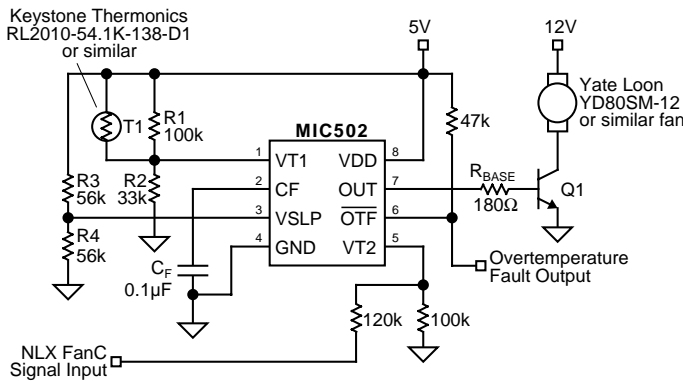 Keystone Thermonics
RL2010-54.1K-138-D1
or similar
5V
12V
T1
R1
100k
47k
Yate Loon
YD80SM-12
or similar fan
MIC502
1
VT1
VDD
8
R3
56k
R2
33k
2
CF
OUT
7
RBASE
180Ω
Q1
3
VSLP
OTF
6
R4
56k
4
GND
VT2
5
CF
0.1µF
Overtemperature
Fault Output
120k
100k
NLX FanC
Signal Input